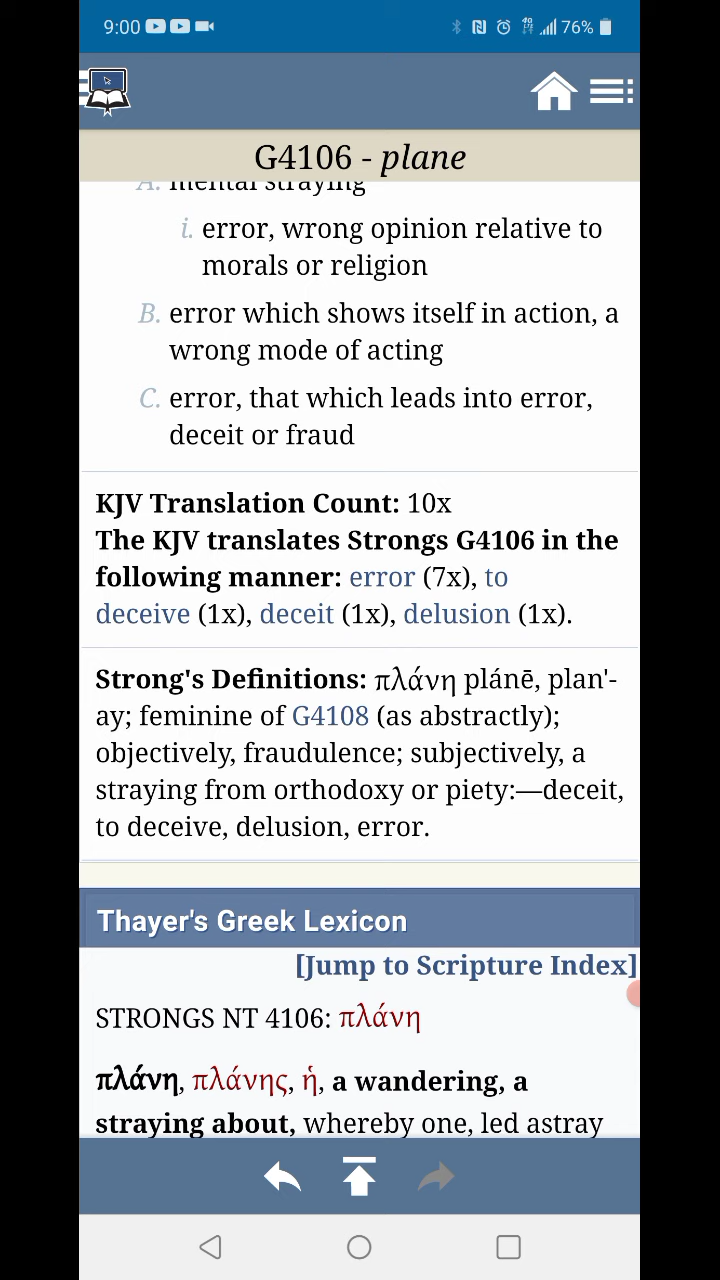 9:00 76%
G4106 - plane
A. mental straying
i. error, wrong opinion relative to
morals or religion
B. error which shows itself in action, a
wrong mode of acting
C. error, that which leads into error,
deceit or fraud
KJV Translation Count: 10x
The KJV translates Strongs G4106 in the
following manner: error (7x), to
deceive (1x), deceit (1x), delusion (1x).
Strong's Definitions: πλάνη plánē, plan'-
ay; feminine of G4108 (as abstractly);
objectively, fraudulence; subjectively, a
straying from orthodoxy or piety:—deceit,
to deceive, delusion, error.
Thayer's Greek Lexicon
[Jump to Scripture Index]
STRONGS NT 4106: πλάνη
πλάνη, πλάνης, ἡ, a wandering, a
straying about, whereby one, led astray